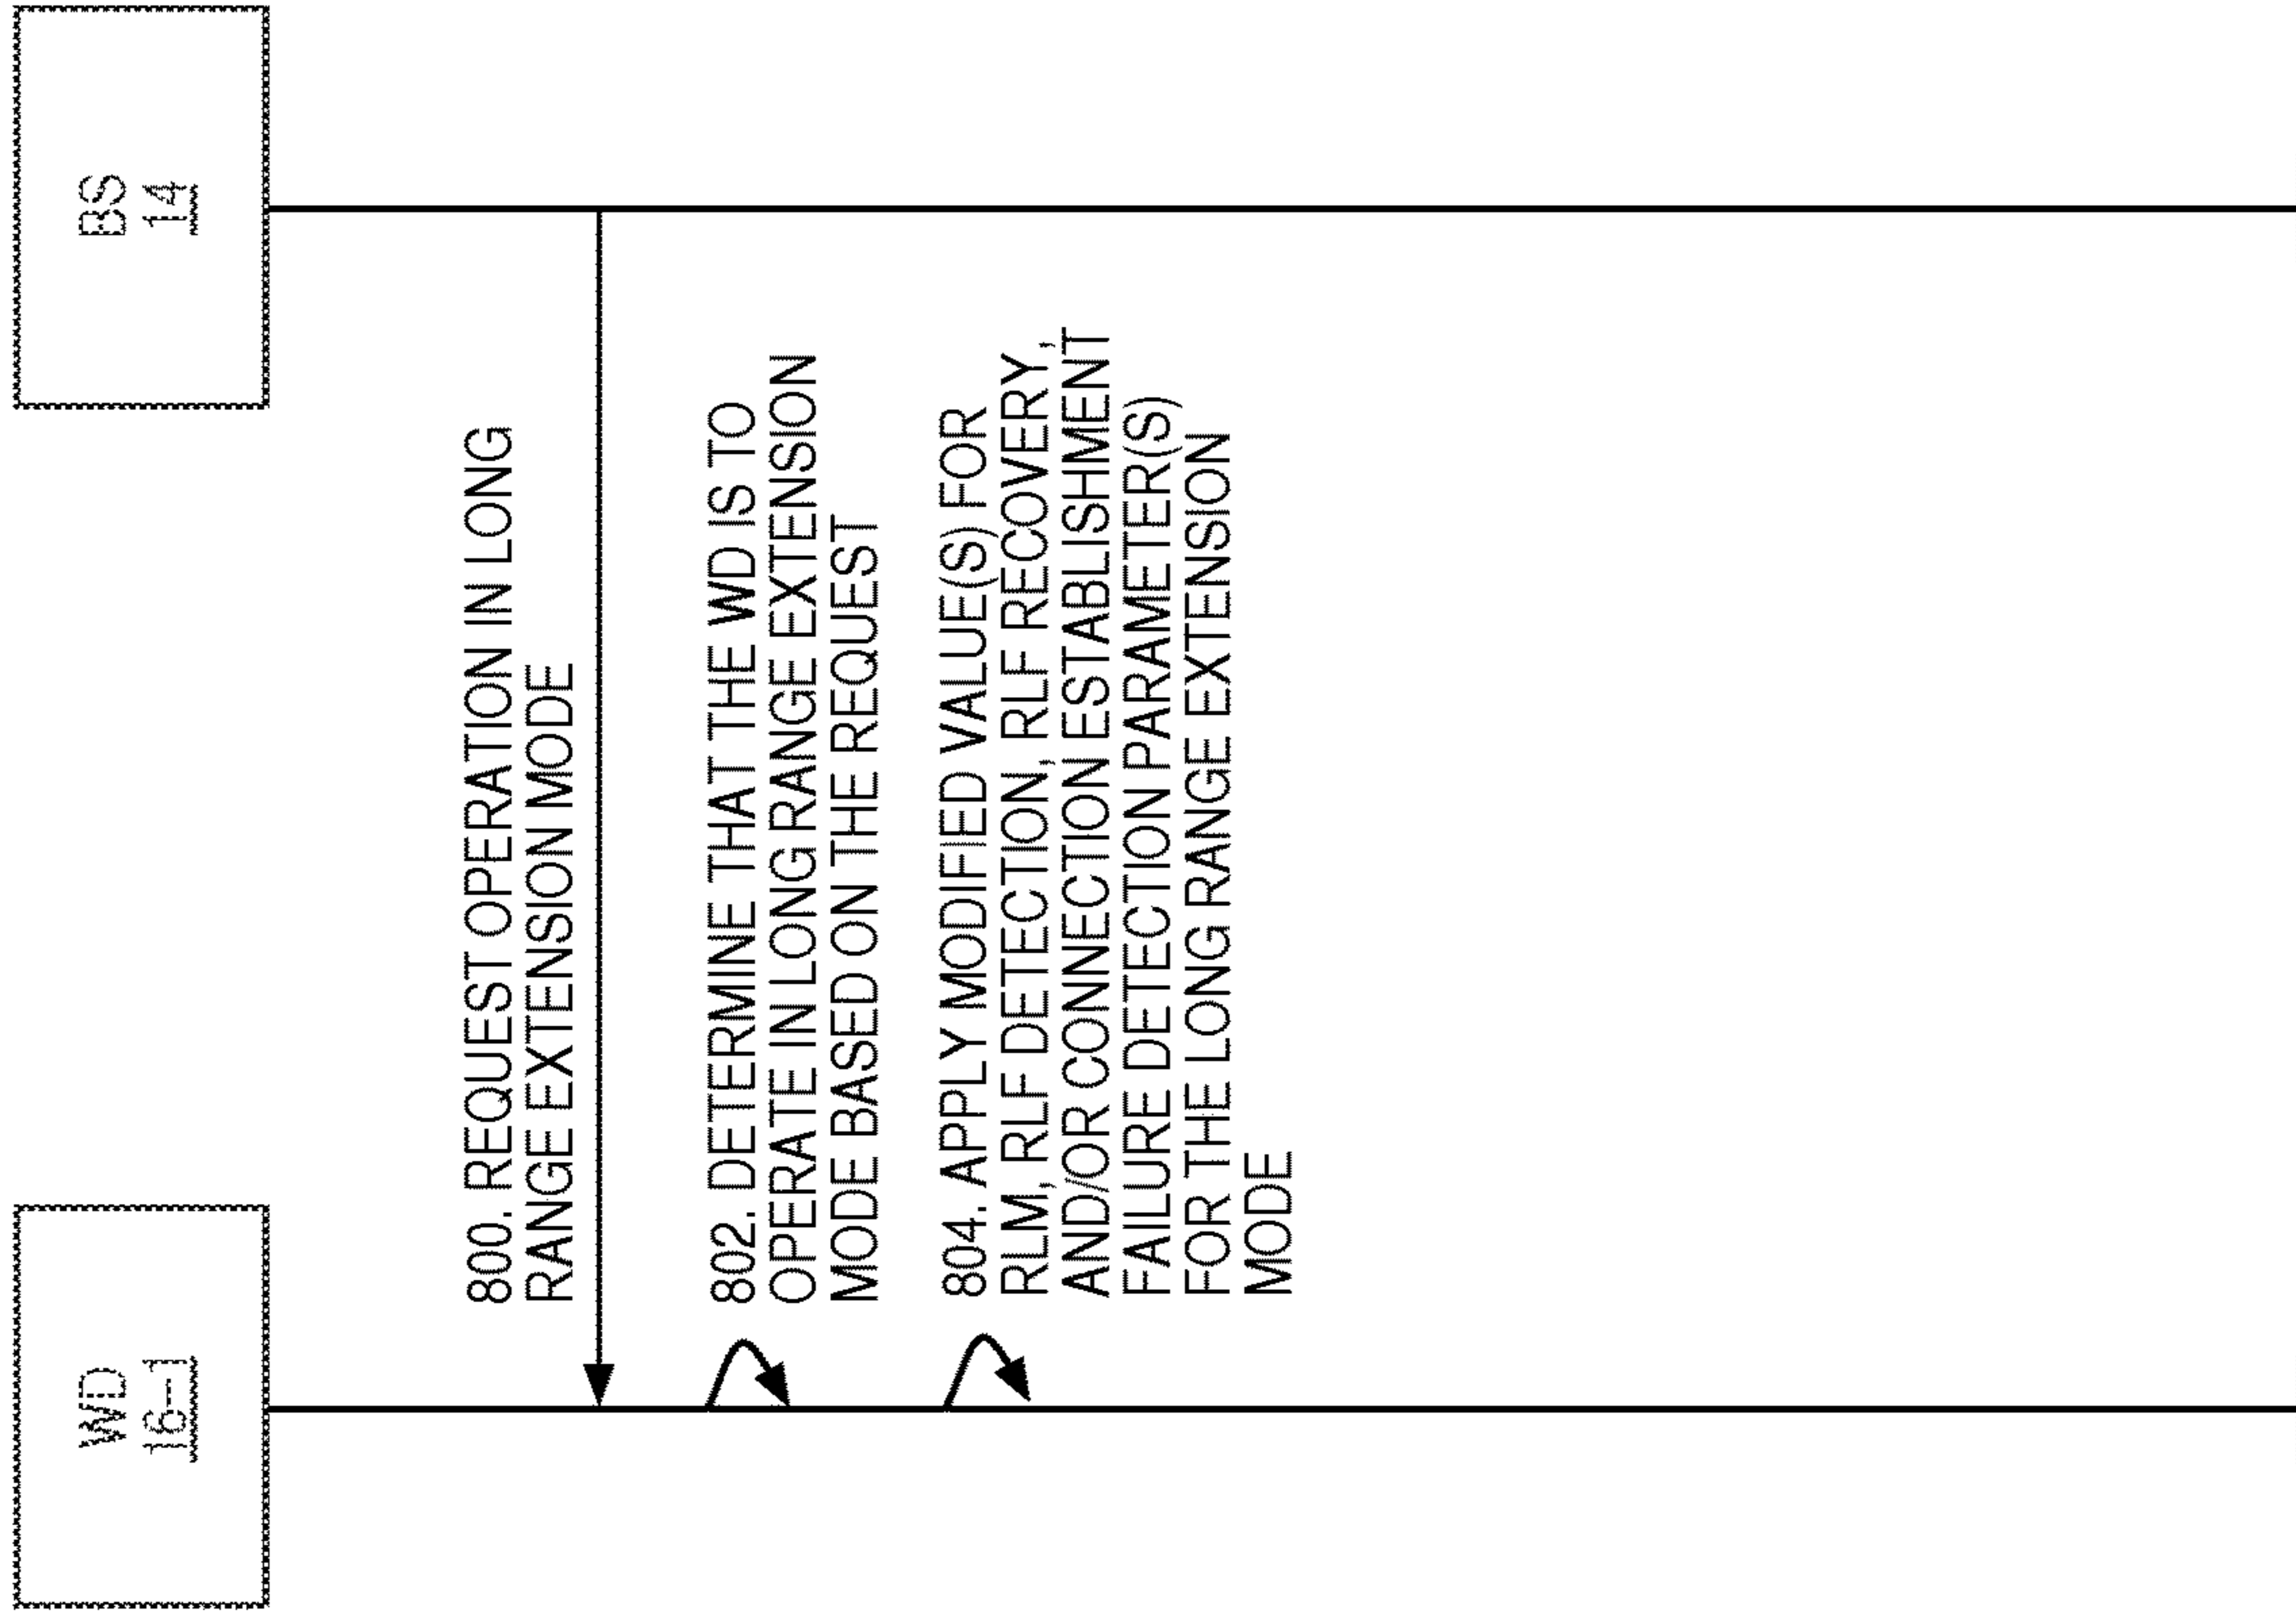 WD
16-1
BS
14
800. REQUEST OPERATION IN LONG
RANGE EXTENSION MODE
802. DETERMINE THAT THE WD IS TO
OPERATE IN LONG RANGE EXTENSION
MODE BASED ON THE REQUEST
804. APPLY MODIFIED VALUE(S) FOR
RLM, RLF DETECTION, RLF RECOVERY,
AND/OR CONNECTION ESTABLISHMENT
FAILURE DETECTION PARAMETER(S)
FOR THE LONG RANGE EXTENSION
MODE